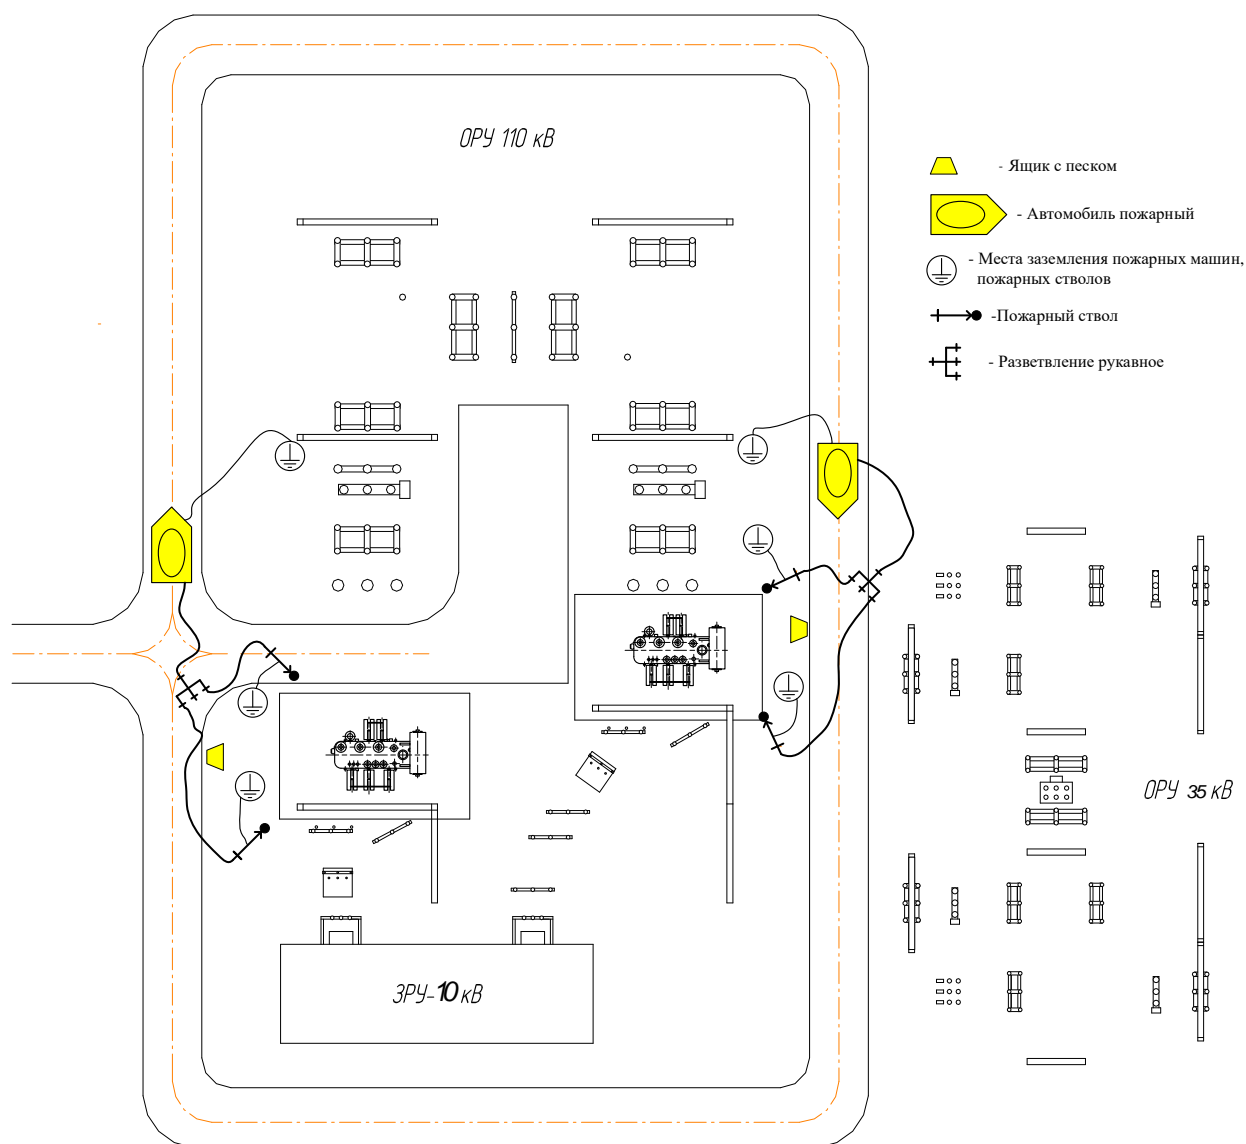 ОРУ 110 кВ
- Ящик с песком
- Автомобиль пожарный
- Места заземления пожарных машин,
пожарных стволов
-Пожарный ствол
- Разветвление рукавное
ОРУ 35 кВ
ЗРУ-10 кВ